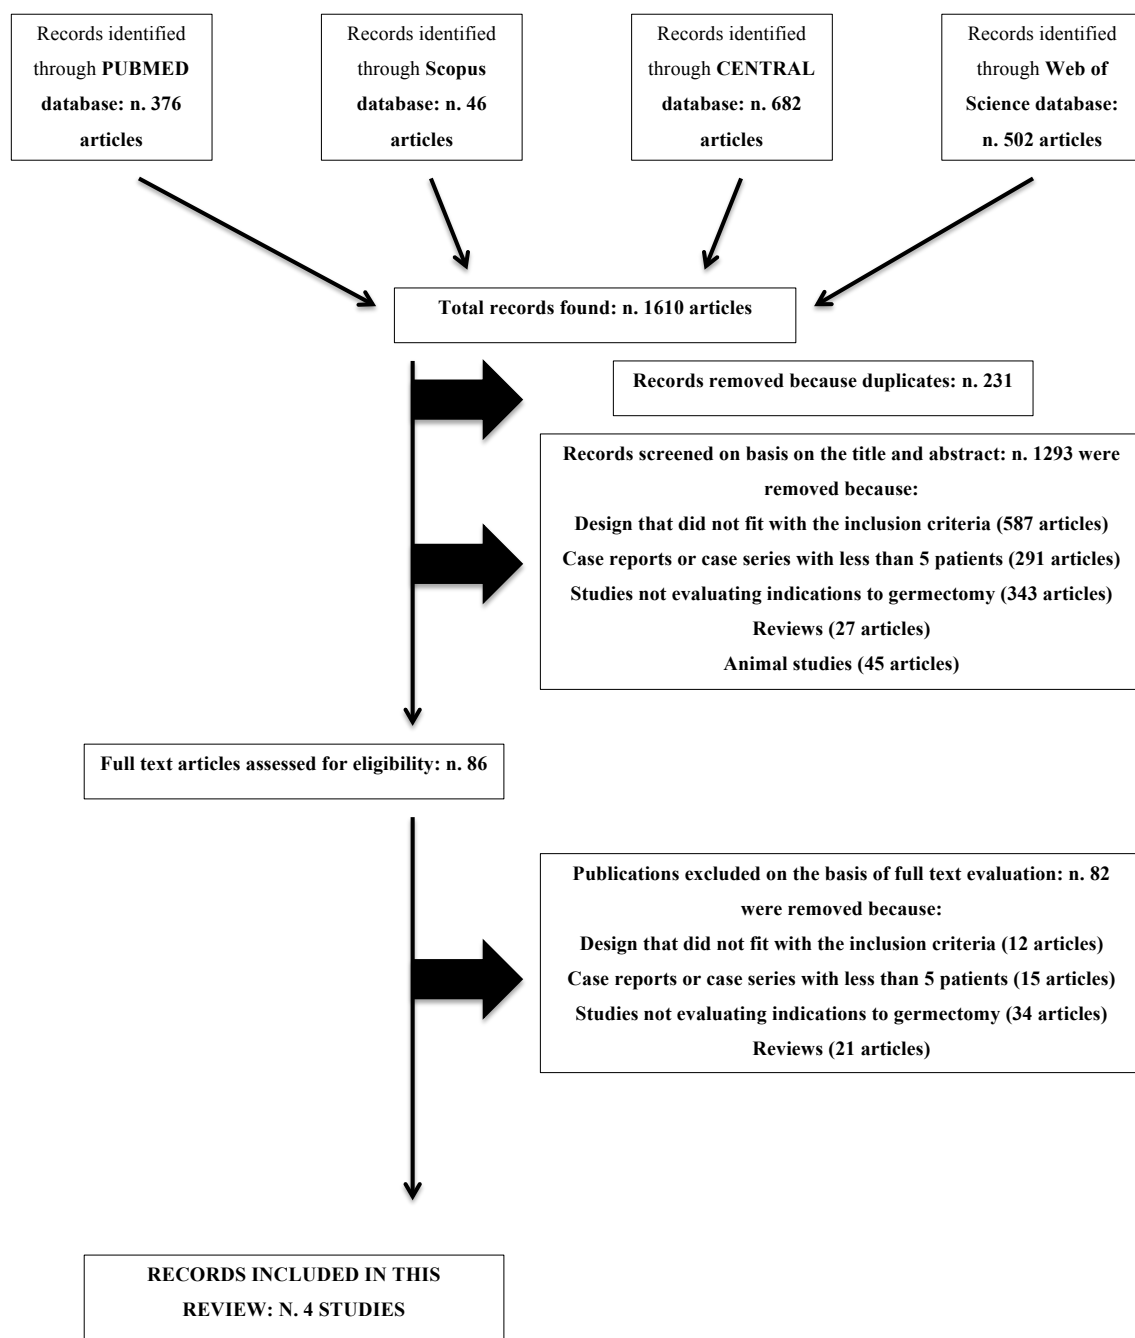 Records identified
through PUBMED
database: n. 376
articles
Records identified
through Scopus
database: n. 46
articles
Records identified
through CENTRAL
database: n. 682
articles
Records identified
through Web of
Science database:
n. 502 articles
Total records found: n. 1610 articles
Records removed because duplicates: n. 231
Records screened on basis on the title and abstract: n. 1293 were
removed because:
Design that did not fit with the inclusion criteria (587 articles)
Case reports or case series with less than 5 patients (291 articles)
Studies not evaluating indications to germectomy (343 articles)
Reviews (27 articles)
Animal studies (45 articles)
Full text articles assessed for eligibility: n. 86
Publications excluded on the basis of full text evaluation: n. 82
were removed because:
Design that did not fit with the inclusion criteria (12 articles)
Case reports or case series with less than 5 patients (15 articles)
Studies not evaluating indications to germectomy (34 articles)
Reviews (21 articles)
RECORDS INCLUDED IN THIS
REVIEW: N. 4 STUDIES